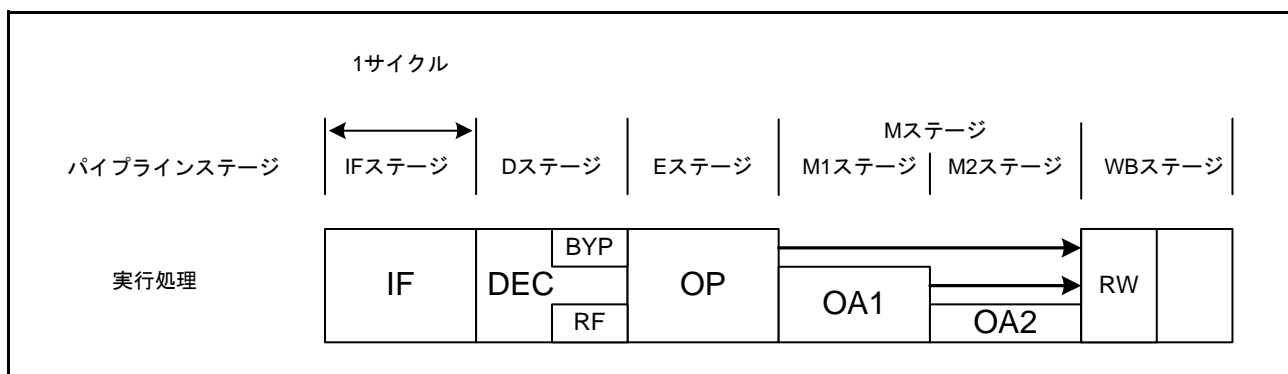 1サイクル
Mステージ
パイプラインステージ IFステージ Dステージ Eステージ M1ステージ M2ステージ WBステージ
実行処理 IF DEC BYP RF OP OA1 OA2 RW